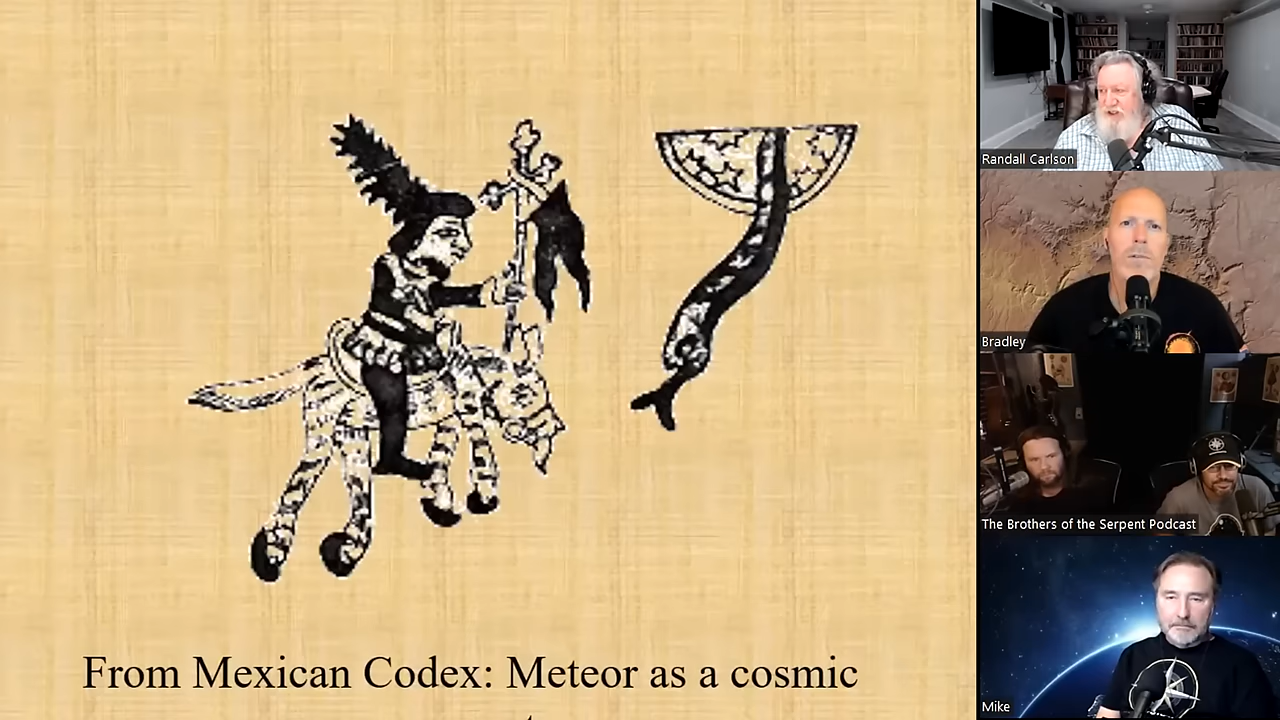 From Mexican Codex: Meteor as a cosmic
Randall Carlson
Bradley
The Brothers of the Serpent Podcast
Mike